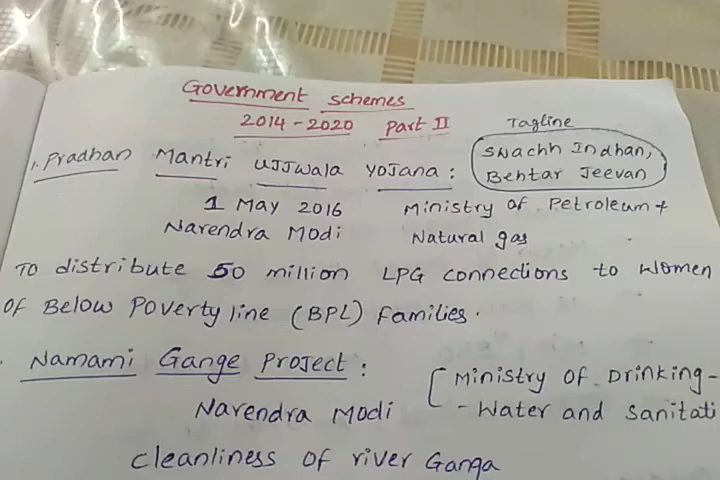 Government schemes
2014-2020 Part II
Tagline
1. Pradhan Mantri UJJwala YoJana :
Swachh Indhan,
Behtar Jeevan
1 May 2016
Ministry of Petroleum +
Narendra Modi
Natural gas
To distribute 50 million LPG connections to women
of Below Poverty line (BPL) families.
Namami Gange Project :
[Ministry of Drinking-
Narendra Modi
-Water and Sanitati
cleanliness of river Ganga